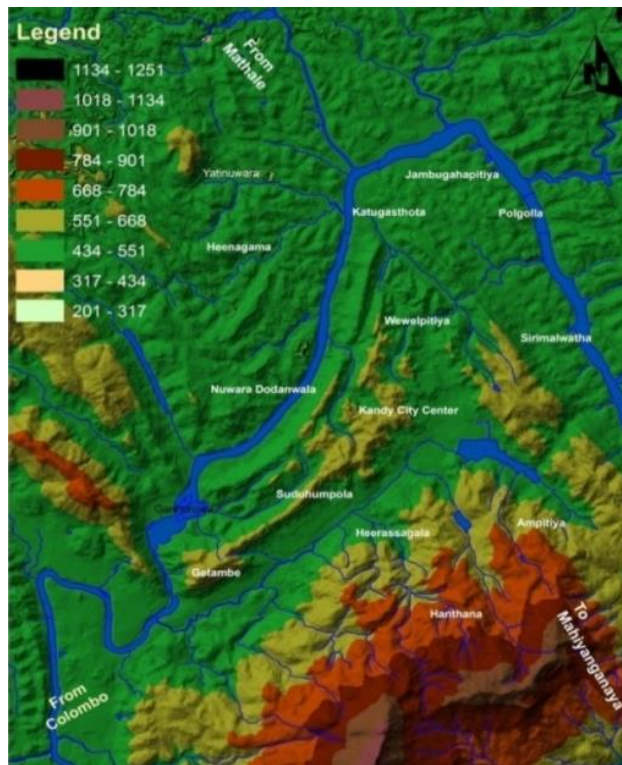 Legend
1134 - 1251
1018 - 1134
901 - 1018
784 - 901
668 - 784
551 - 668
434 - 551
317 - 434
201 - 317
From
Mathale
N
Yatinuwara
Jambugahapitiya
Katugasthota
Polgolla
Heenagama
Wewelpitiya
Sirimalwatha
Nuwara Dodanwala
Kandy City Center
Suduhumpola
Heerassagala
Ampitiya
Getambe
Hanthana
To
Mahiyanganaya
From
Colombo